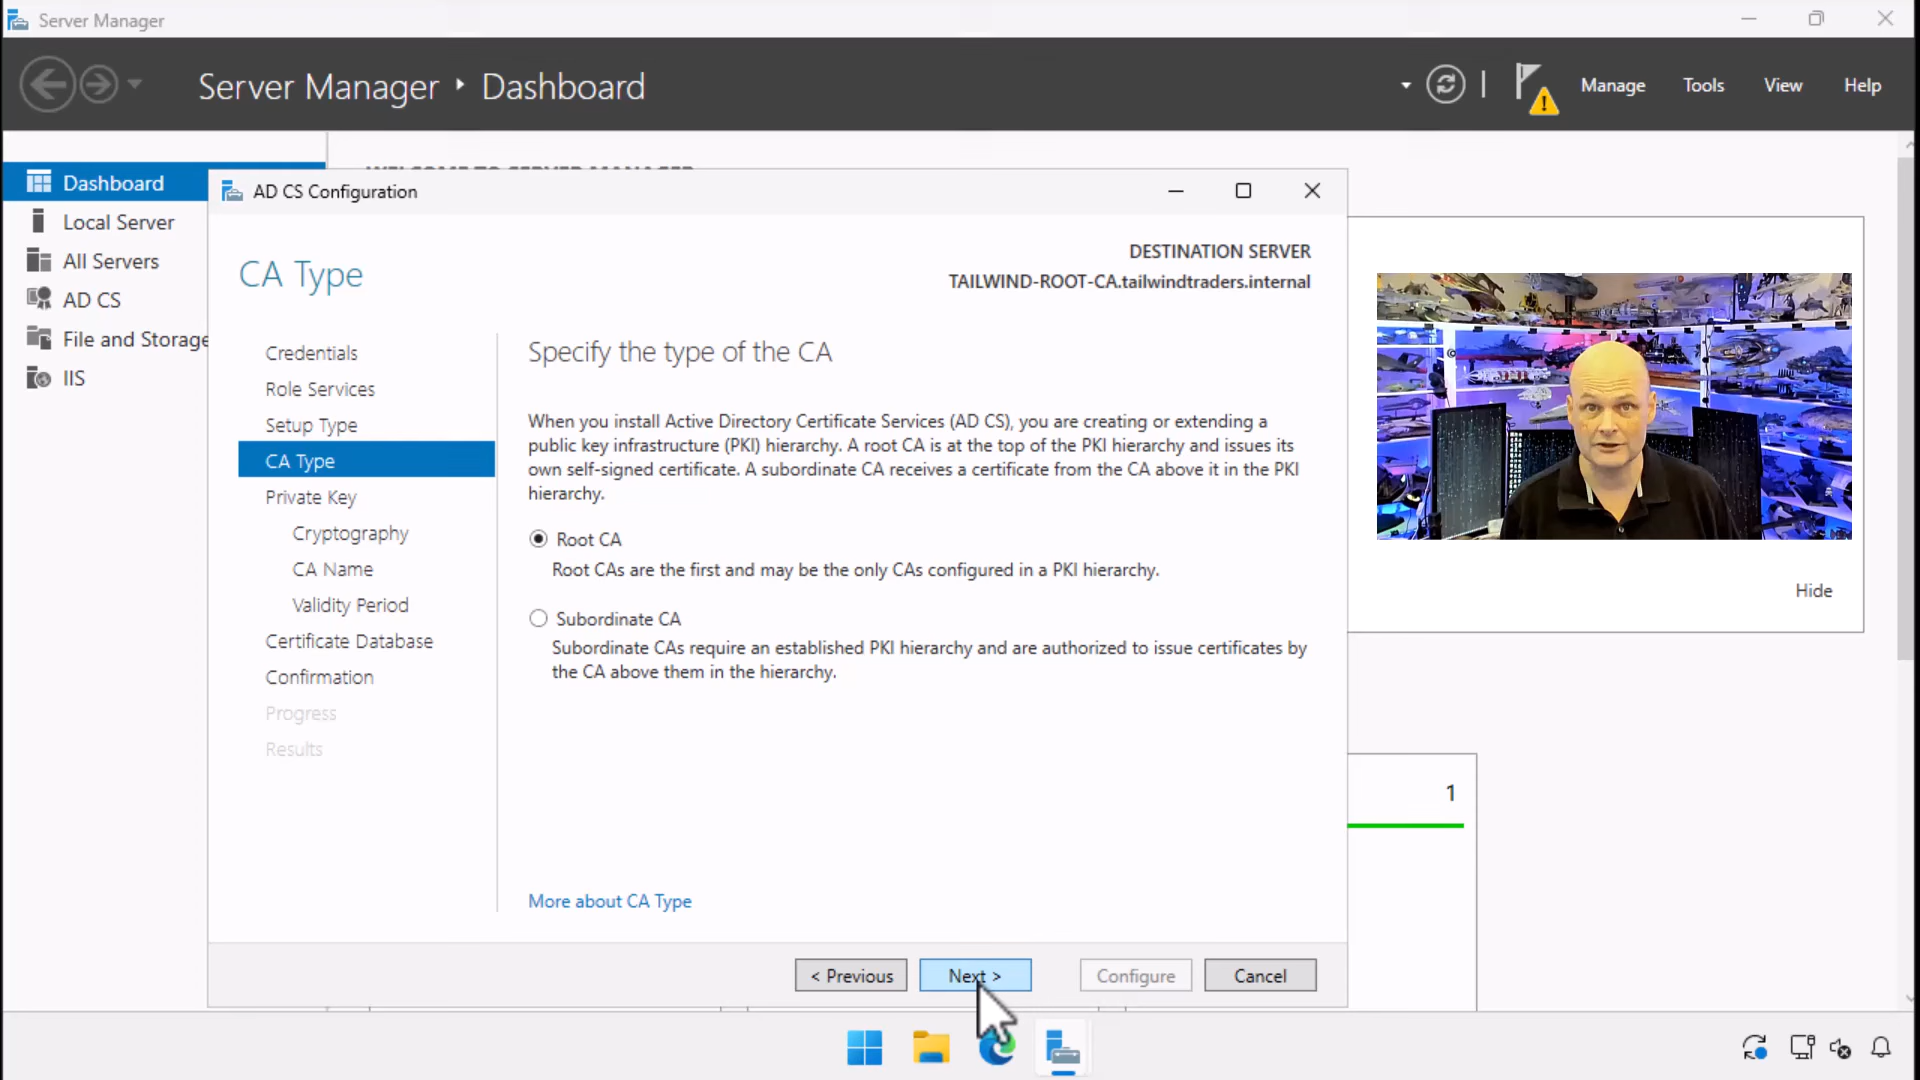 Server Manager
Server Manager ‣ Dashboard
Manage
Tools
View
Help
Dashboard
Local Server
All Servers
AD CS
File and Storage
IIS
WELCOME TO SERVER MANAGER
AD CS Configuration
CA Type
DESTINATION SERVER
TAILWIND-ROOT-CA.tailwindtraders.internal
Credentials
Role Services
Setup Type
CA Type
Private Key
Cryptography
CA Name
Validity Period
Certificate Database
Confirmation
Progress
Results
Specify the type of the CA
When you install Active Directory Certificate Services (AD CS), you are creating or extending a
public key infrastructure (PKI) hierarchy. A root CA is at the top of the PKI hierarchy and issues its
own self-signed certificate. A subordinate CA receives a certificate from the CA above it in the PKI
hierarchy.
Root CA
Root CAs are the first and may be the only CAs configured in a PKI hierarchy.
Subordinate CA
Subordinate CAs require an established PKI hierarchy and are authorized to issue certificates by
the CA above them in the hierarchy.
More about CA Type
< Previous
Next >
Configure
Cancel
Hide
1